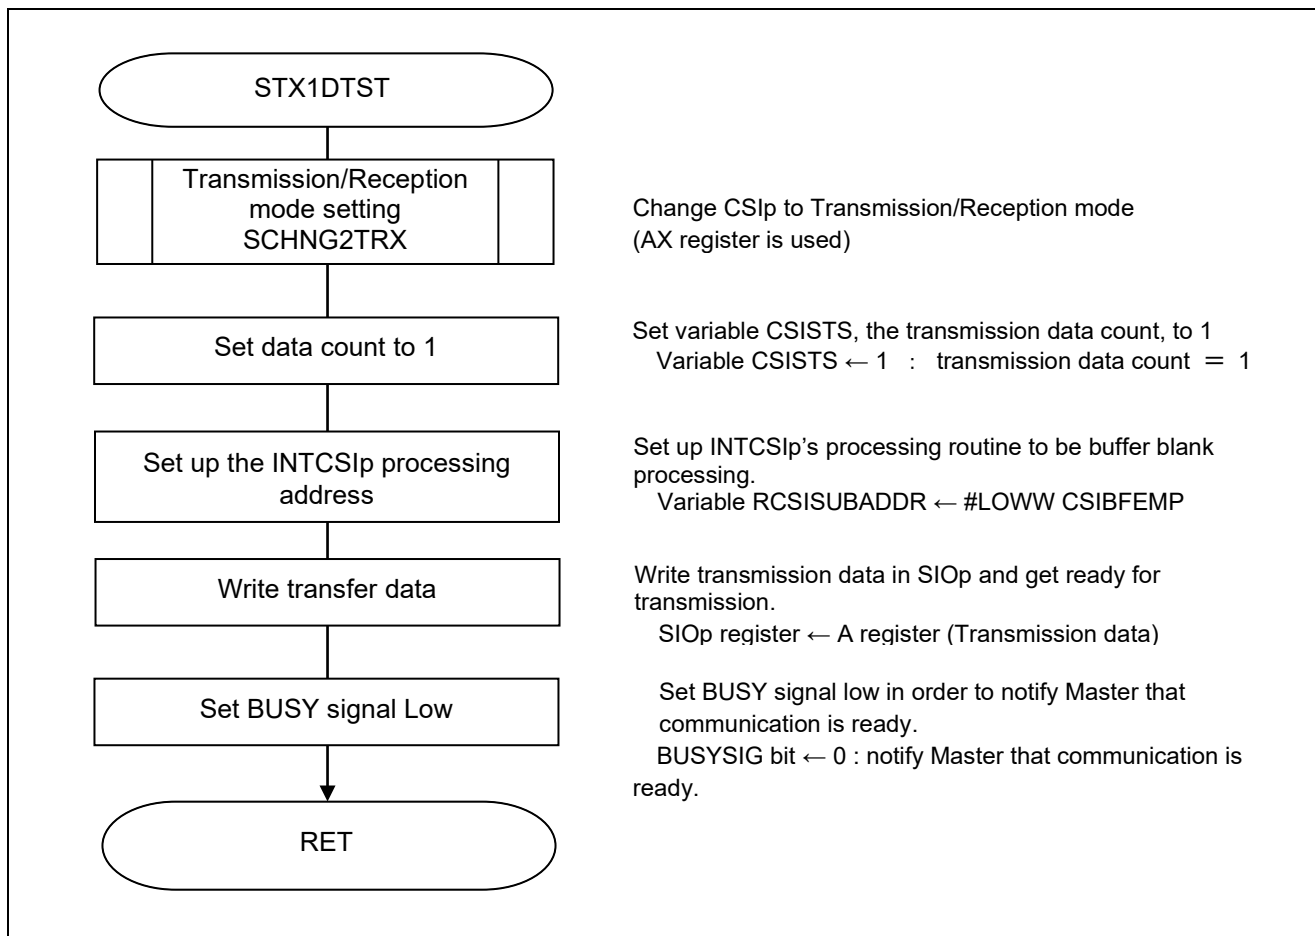 STX1DTST
Transmission/Reception
mode setting
SCHNG2TRX
Change CSIp to Transmission/Reception mode
(AX register is used)
Set data count to 1
Set variable CSISTS, the transmission data count, to 1
Variable CSISTS ← 1 : transmission data count = 1
Set up the INTCSIp processing
address
Set up INTCSIp’s processing routine to be buffer blank
processing.
Variable RCSISUBADDR ← #LOWW CSIBFEMP
Write transfer data
Write transmission data in SIOp and get ready for
transmission.
SIOp register ← A register (Transmission data)
Set BUSY signal Low
Set BUSY signal low in order to notify Master that
communication is ready.
BUSYSIG bit ← 0 : notify Master that communication is
ready.
RET